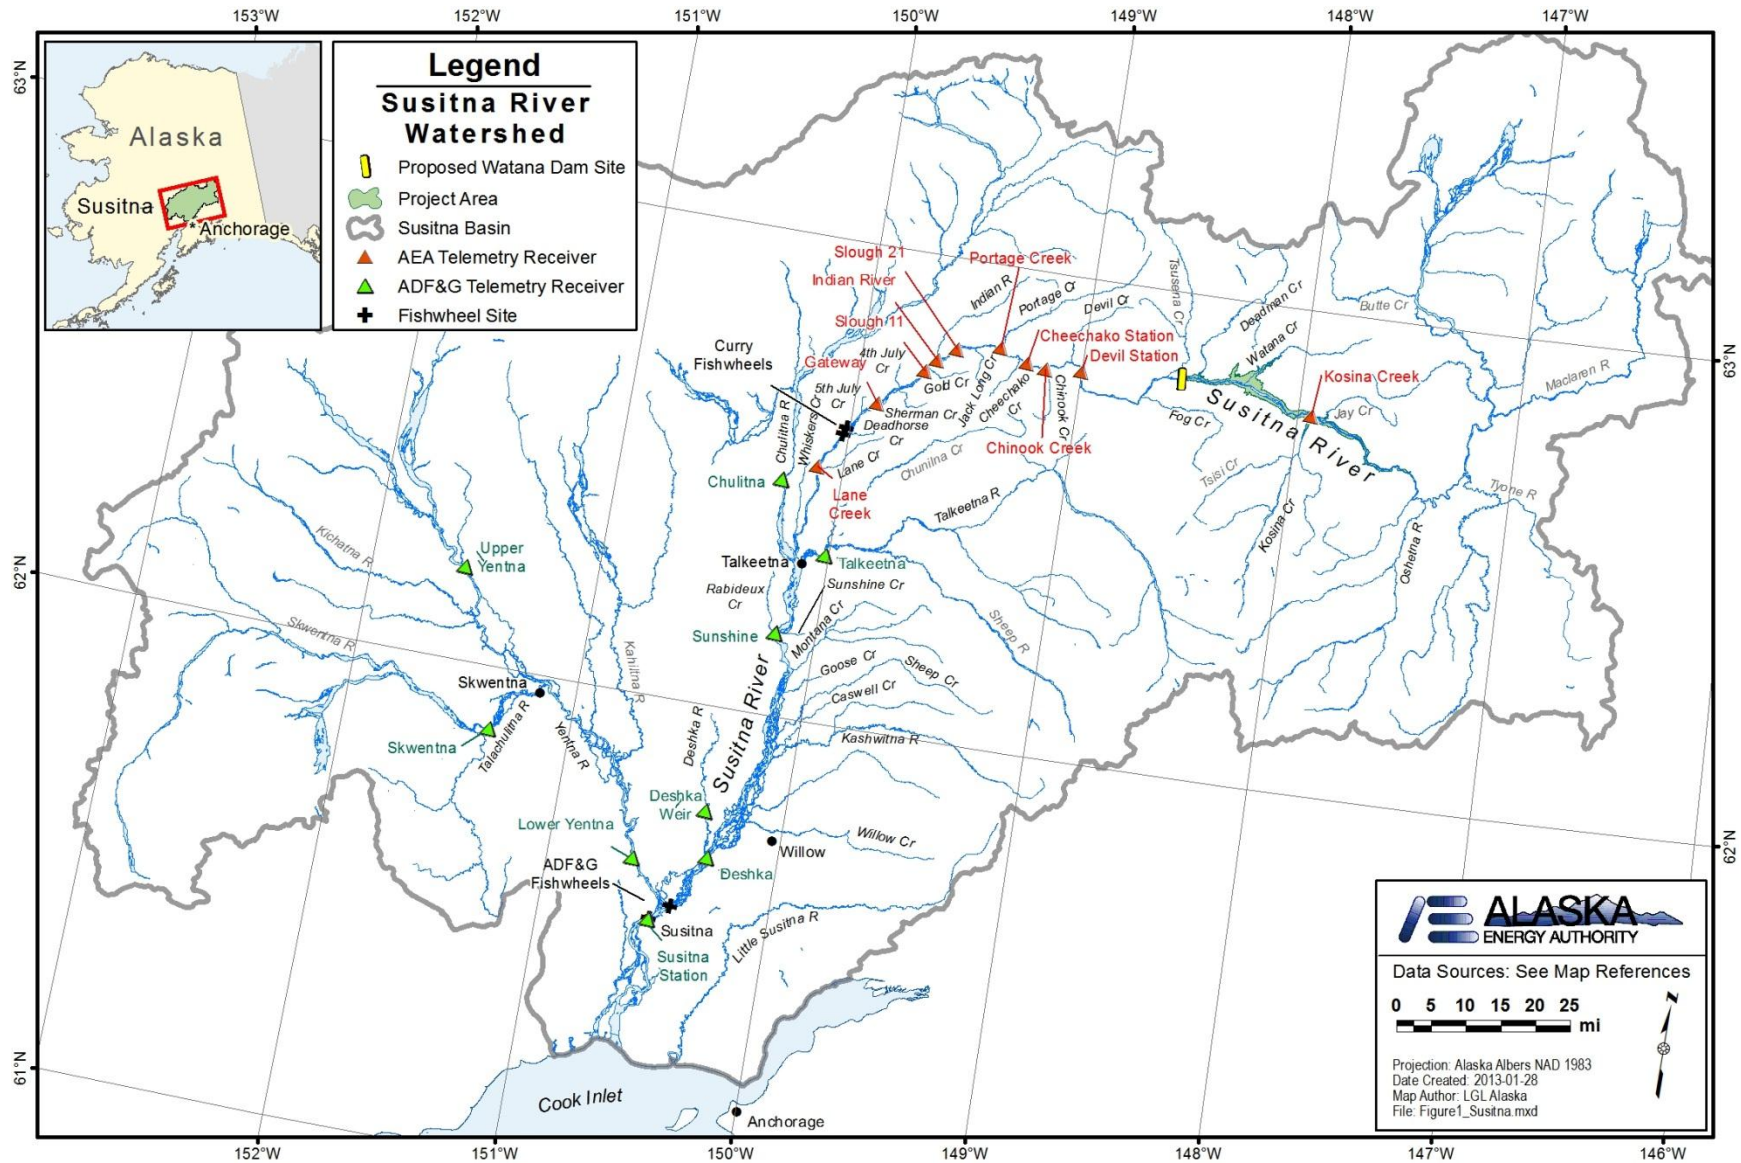 153°W
152°W
151°W
150°W
149°W
148°W
147°W
63°N
62°N
61°N
63°N
62°N
152°W
151°W
150°W
149°W
148°W
147°W
146°W
Alaska
Susitna
* Anchorage
Legend
Susitna River
Watershed
Proposed Watana Dam Site
Project Area
Susitna Basin
AEA Telemetry Receiver
ADF&G Telemetry Receiver
Fishwheel Site
Slough 21
Indian River
Slough 11
Gateway
Portage Creek
Cheechako Station
Devil Station
Chinook Creek
Kosina Creek
Lane
Creek
Curry
Fishwheels
Indian R
Portage Cr
Devil Cr
Tsusena Cr
Deadman Cr
Watana Cr
Butte Cr
Maclaren R
Jay Cr
Fog Cr
Tsisi Cr
Kosina Cr
Oshetna R
Tyone R
Susitna River
4th July
Cr
5th July
Cr
Gold Cr
Sherman Cr
Deadhorse
Cr
Jack Long Cr
Cheechako
Cr
Chinook Cr
Chulitna R
Whiskers Cr
Lane Cr
Chunilna Cr
Talkeetna R
Chulitna
Talkeetna
Talkeetna
Rabideux
Cr
Sunshine Cr
Sunshine
Montana Cr
Sheep R
Goose Cr
Sheep Cr
Caswell Cr
Kashwitna R
Susitna River
Deshka R
Kahiltna R
Kichatna R
Skwentna R
Upper
Yentna
Skwentna
Skwentna
Talachulitna R
Yentna R
Deshka
Weir
Lower Yentna
ADF&G
Fishwheels
Deshka
Willow
Willow Cr
Little Susitna R
Susitna
Susitna
Station
Cook Inlet
Anchorage
ALASKA
ENERGY AUTHORITY
Data Sources: See Map References
0 5 10 15 20 25
mi
Z
Projection: Alaska Albers NAD 1983
Date Created: 2013-01-28
Map Author: LGL Alaska
File: Figure1_Susitna.mxd